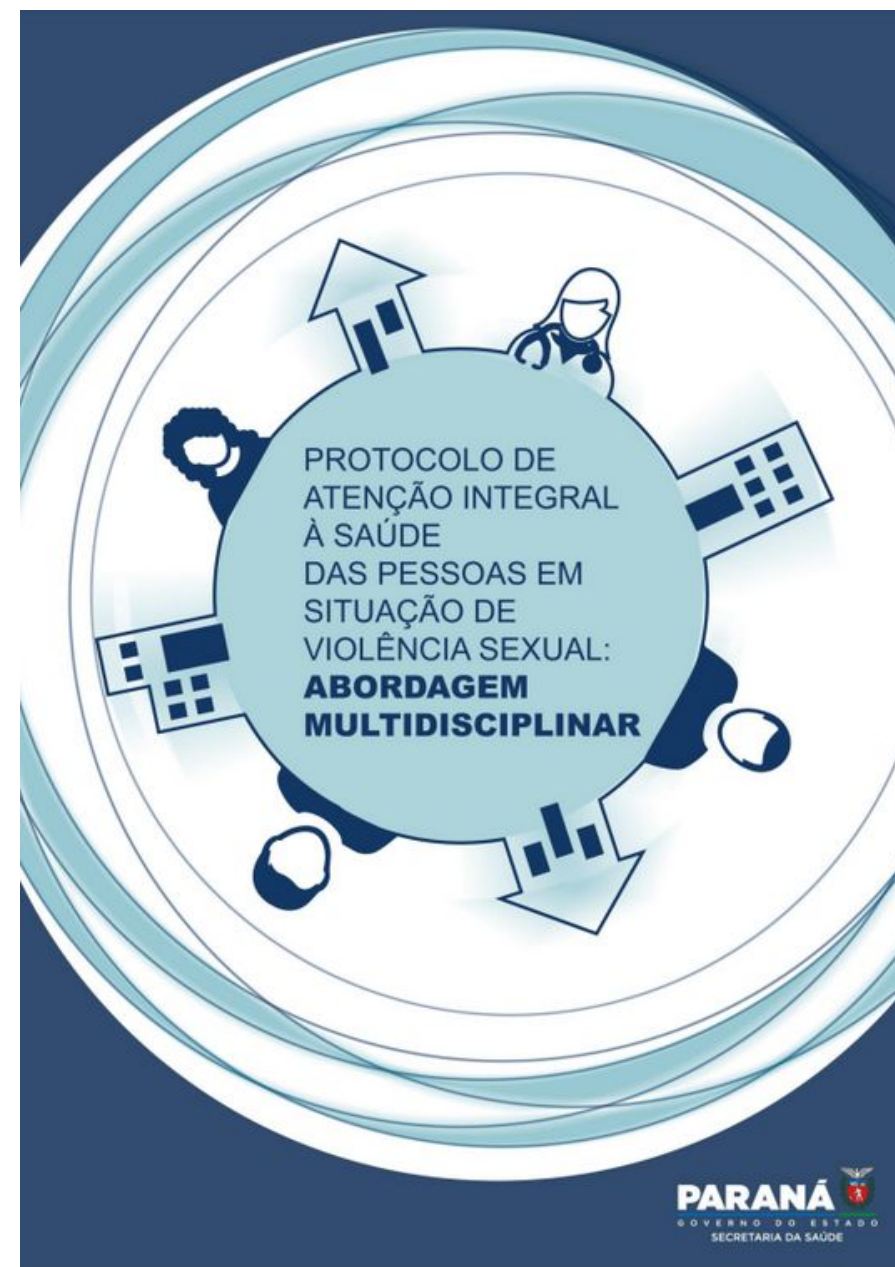 PROTOCOLO DE
ATENÇÃO INTEGRAL
À SAÚDE
DAS PESSOAS EM
SITUAÇÃO DE
VIOLÊNCIA SEXUAL:
ABORDAGEM
MULTIDISCIPLINAR
PARANÁ
GOVERNO DO ESTADO
SECRETARIA DA SAÚDE